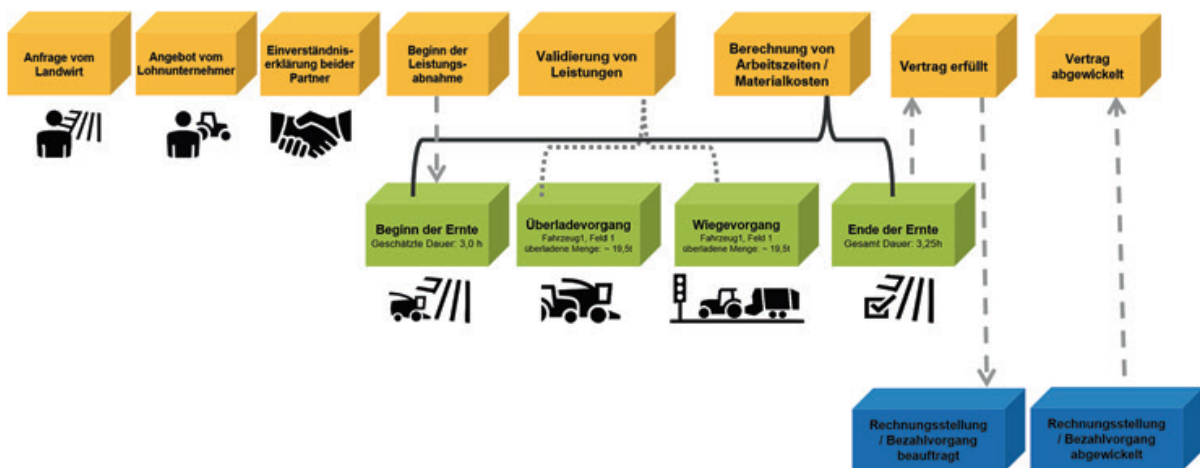 Anfrage vom
Landwirt
Angebot vom
Lohnunternehmer
Einverständnis-
erklärung beider
Partner
Beginn der
Leistungs-
abnahme
Validierung von
Leistungen
Berechnung von
Arbeitszeiten /
Materialkosten
Vertrag erfüllt
Vertrag
abgewickelt
Beginn der Ernte
Geschätzte Dauer: 3,0 h
Überladevorgang
Fahrzeug1, Feld 1
überladene Menge: ~ 19,5t
Wiegevorgang
Fahrzeug1, Feld 1
überladene Menge: ~ 19,5t
Ende der Ernte
Gesamt Dauer: 3,25h
Rechnungsstellung
/ Bezahlvorgang
beauftragt
Rechnungsstellung
/ Bezahlvorgang
abgewickelt